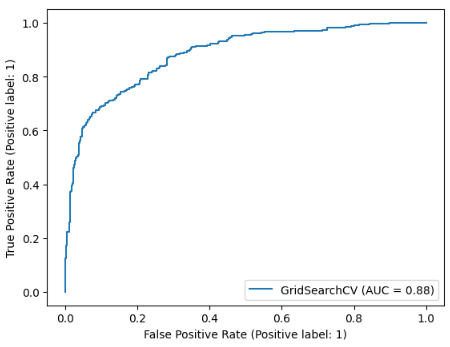 1.0
0.8
0.6
0.4
0.2
0.0
True Positive Rate (Positive label: 1)
GridSearchCV (AUC = 0.88)
0.0 0.2 0.4 0.6 0.8 1.0
False Positive Rate (Positive label: 1)